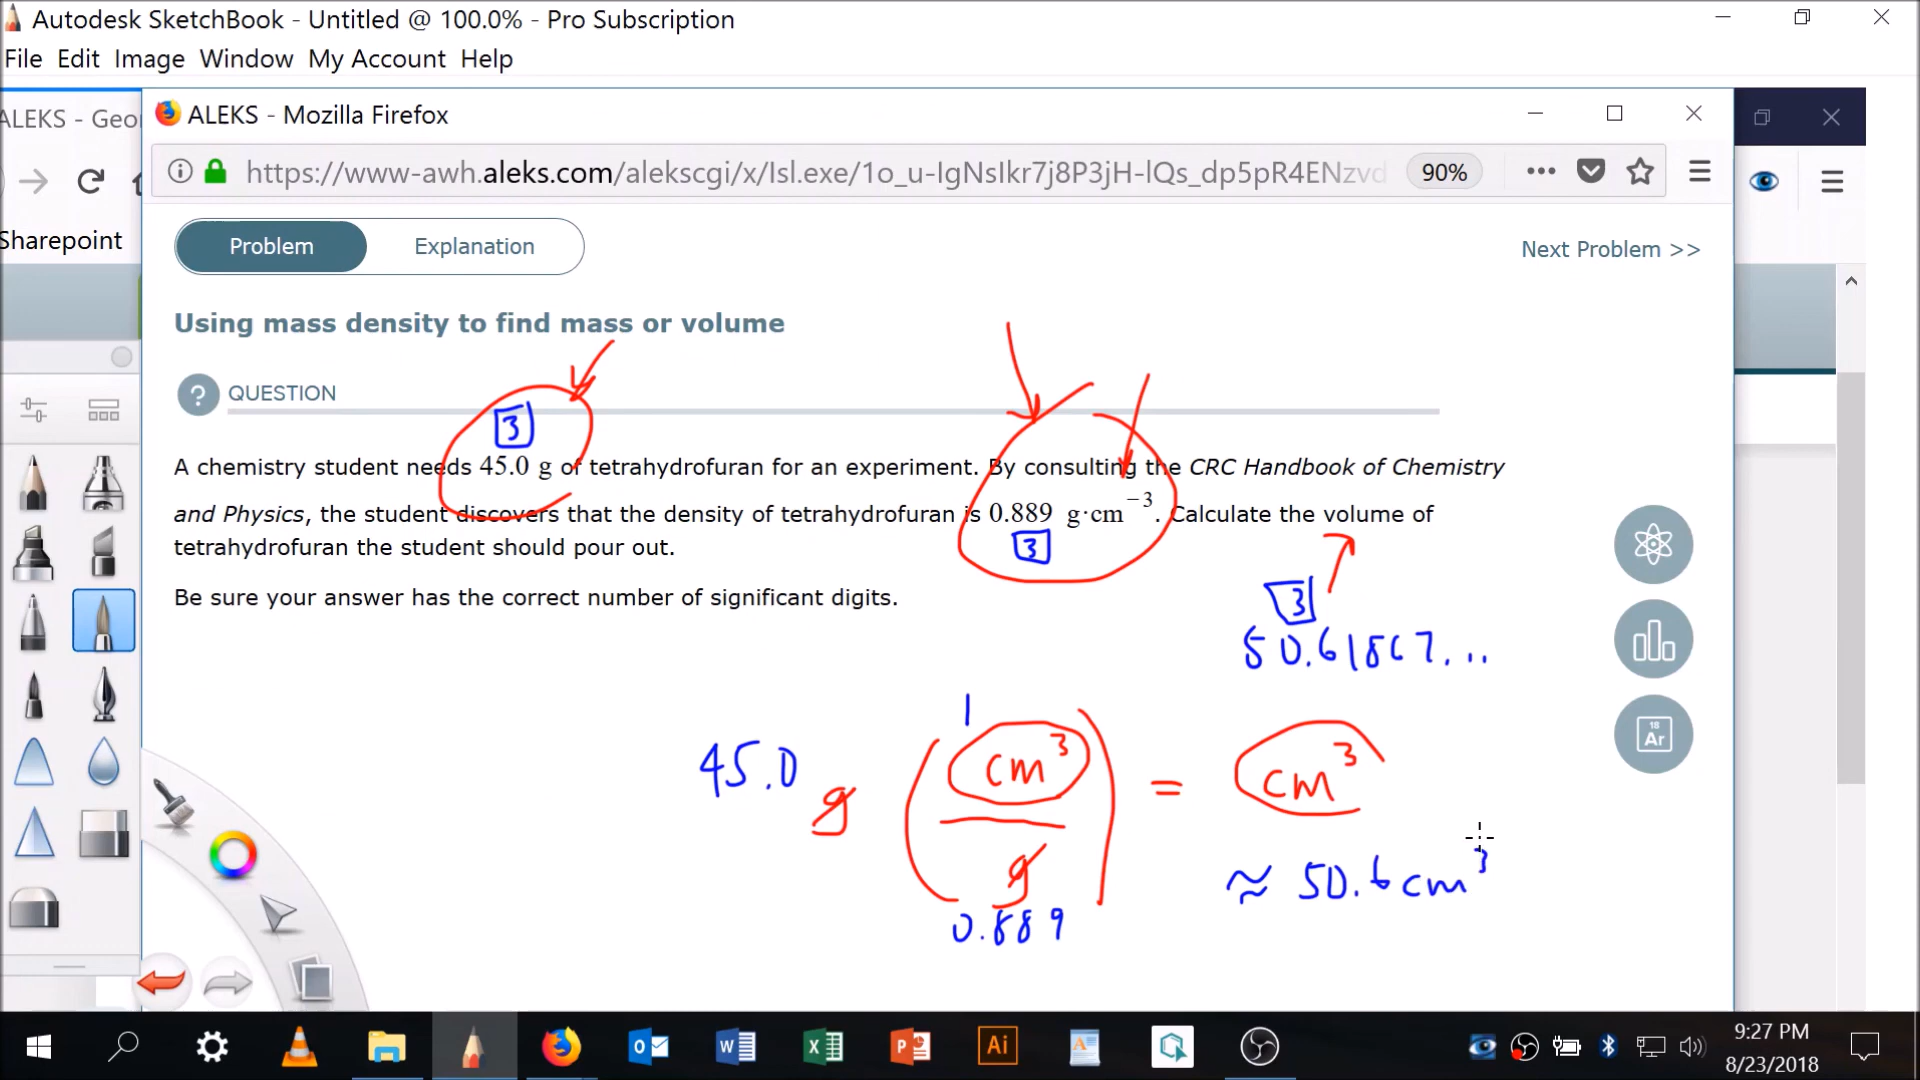 Autodesk SketchBook - Untitled @ 100.0% - Pro Subscription
File Edit Image Window My Account Help
ALEKS - Geo
ALEKS - Mozilla Firefox
https://www-awh.aleks.com/alekscgi/x/Isl.exe/1o_u-IgNsIkr7j8P3jH-lQs_dp5pR4ENzvd
90%
Sharepoint
Problem
Explanation
Next Problem >>
Using mass density to find mass or volume
? QUESTION
3
A chemistry student needs 45.0 g of tetrahydrofuran for an experiment. By consulting the CRC Handbook of Chemistry
and Physics, the student discovers that the density of tetrahydrofuran is 0.889 g·cm⁻³. Calculate the volume of
tetrahydrofuran the student should pour out.
3
Be sure your answer has the correct number of significant digits.
3
50.61867...
45.0 g ( 1 cm³ / 0.889 g ) = cm³
≈ 50.6 cm³
18
Ar
9:27 PM
8/23/2018